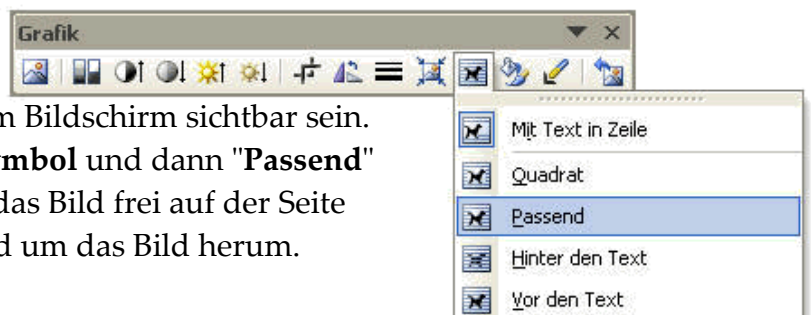 Grafik
m Bildschirm sichtbar sein.
mbol und dann "Passend"
das Bild frei auf der Seite
d um das Bild herum.
Mit Text in Zeile
Quadrat
Passend
Hinter den Text
Vor den Text